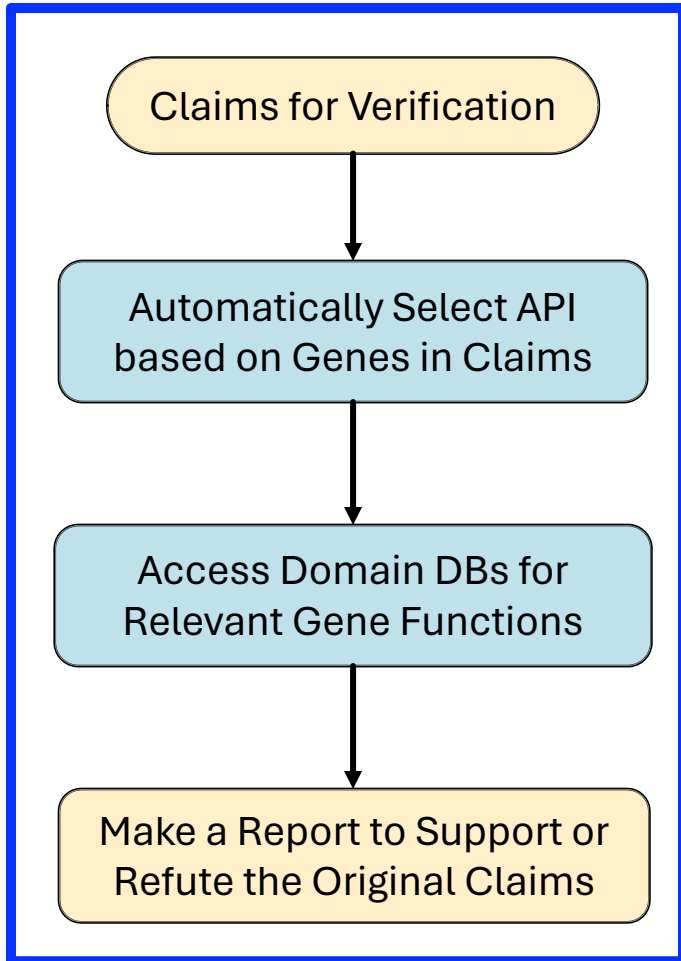 Claims for Verification
Automatically Select API
based on Genes in Claims
Access Domain DBs for
Relevant Gene Functions
Make a Report to Support or
Refute the Original Claims